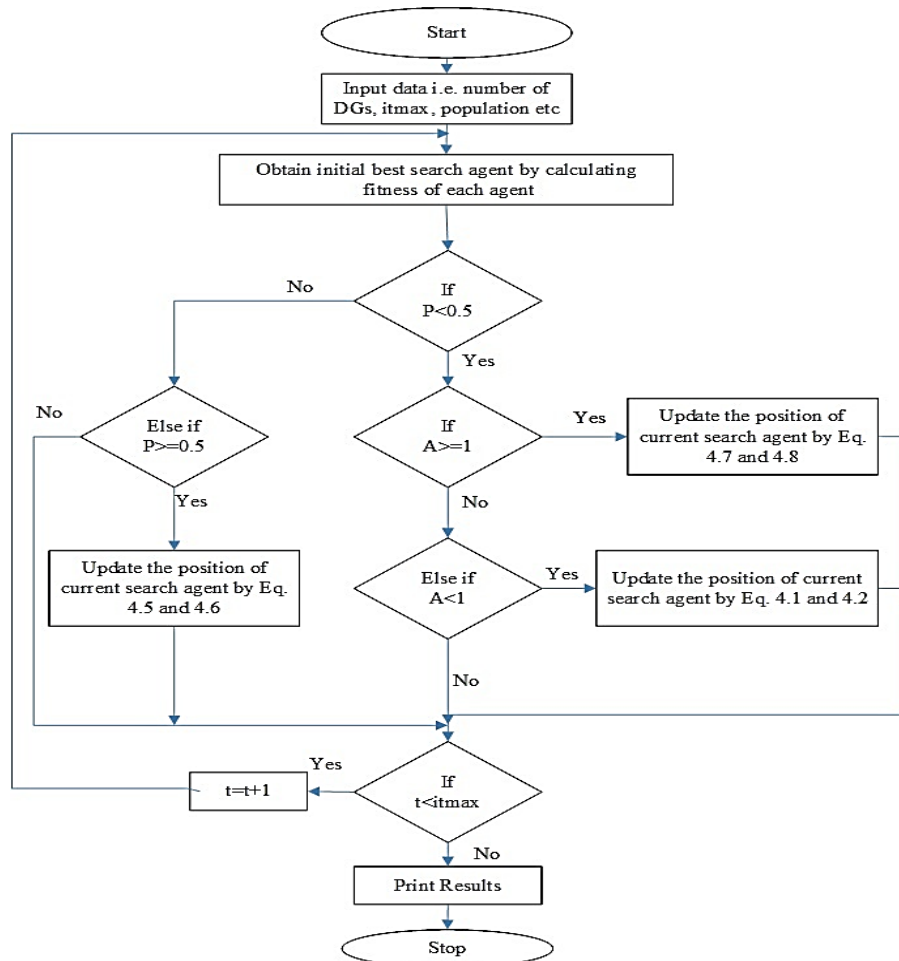 Start
Input data i.e. number of
DGs, itmax, population etc
Obtain initial best search agent by calculating
fitness of each agent
No
If
P<0.5
Yes
No
Else if
P>=0.5
If
A>=1
Yes
Update the position of
current search agent by Eq.
4.7 and 4.8
Yes
No
Update the position of
current search agent by Eq.
4.5 and 4.6
Else if
A<1
Yes
Update the position of current
search agent by Eq. 4.1 and 4.2
No
Yes
t=t+1
If
t<itmax
No
Print Results
Stop